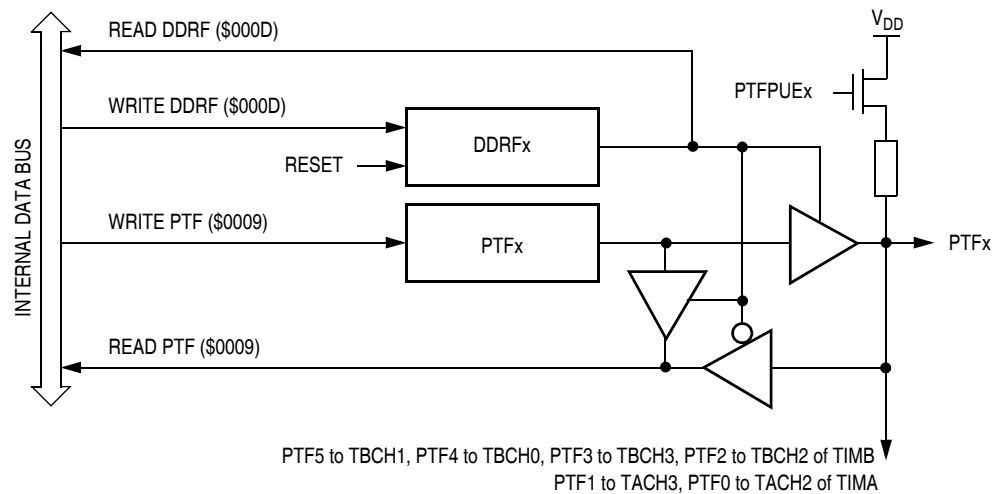 READ DDRF ($000D)
VDD
PTFPUEx
WRITE DDRF ($000D)
DDRFx
RESET
INTERNAL DATA BUS
WRITE PTF ($0009)
PTFx
PTFx
READ PTF ($0009)
PTF5 to TBCH1, PTF4 to TBCH0, PTF3 to TBCH3, PTF2 to TBCH2 of TIMB
PTF1 to TACH3, PTF0 to TACH2 of TIMA